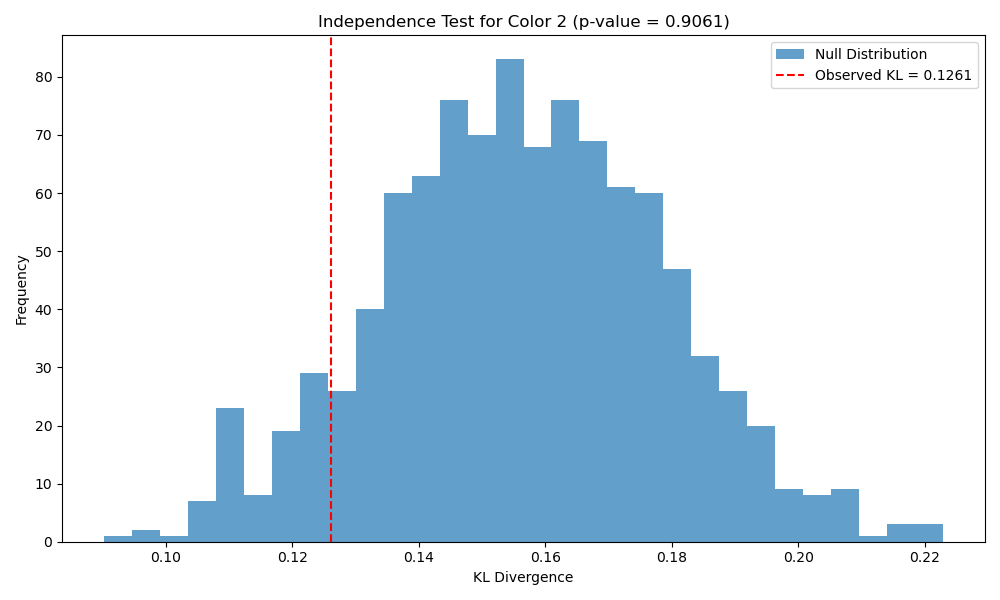 Independence Test for Color 2 (p-value = 0.9061)
Null Distribution
Observed KL = 0.1261
Frequency
80
70
60
50
40
30
20
10
0
0.10 0.12 0.14 0.16 0.18 0.20 0.22
KL Divergence